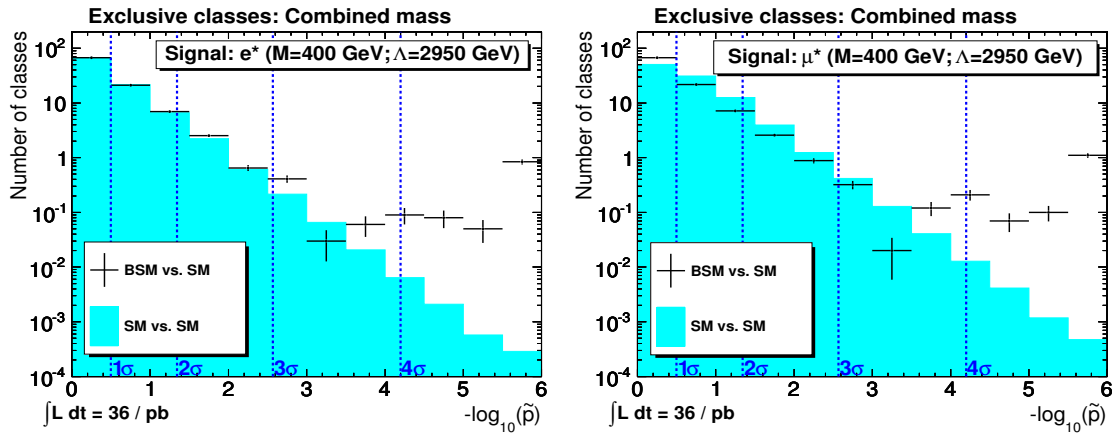 Exclusive classes: Combined mass
Number of classes
10²
10
1
10⁻¹
10⁻²
10⁻³
10⁻⁴
Signal: e* (M=400 GeV; Λ=2950 GeV)
BSM vs. SM
SM vs. SM
1σ 2σ 3σ 4σ
0 1 2 3 4 5 6
∫L dt = 36 / pb
-log₁₀(p̃)
Exclusive classes: Combined mass
Number of classes
10²
10
1
10⁻¹
10⁻²
10⁻³
10⁻⁴
Signal: μ* (M=400 GeV; Λ=2950 GeV)
BSM vs. SM
SM vs. SM
1σ 2σ 3σ 4σ
0 1 2 3 4 5 6
∫L dt = 36 / pb
-log₁₀(p̃)